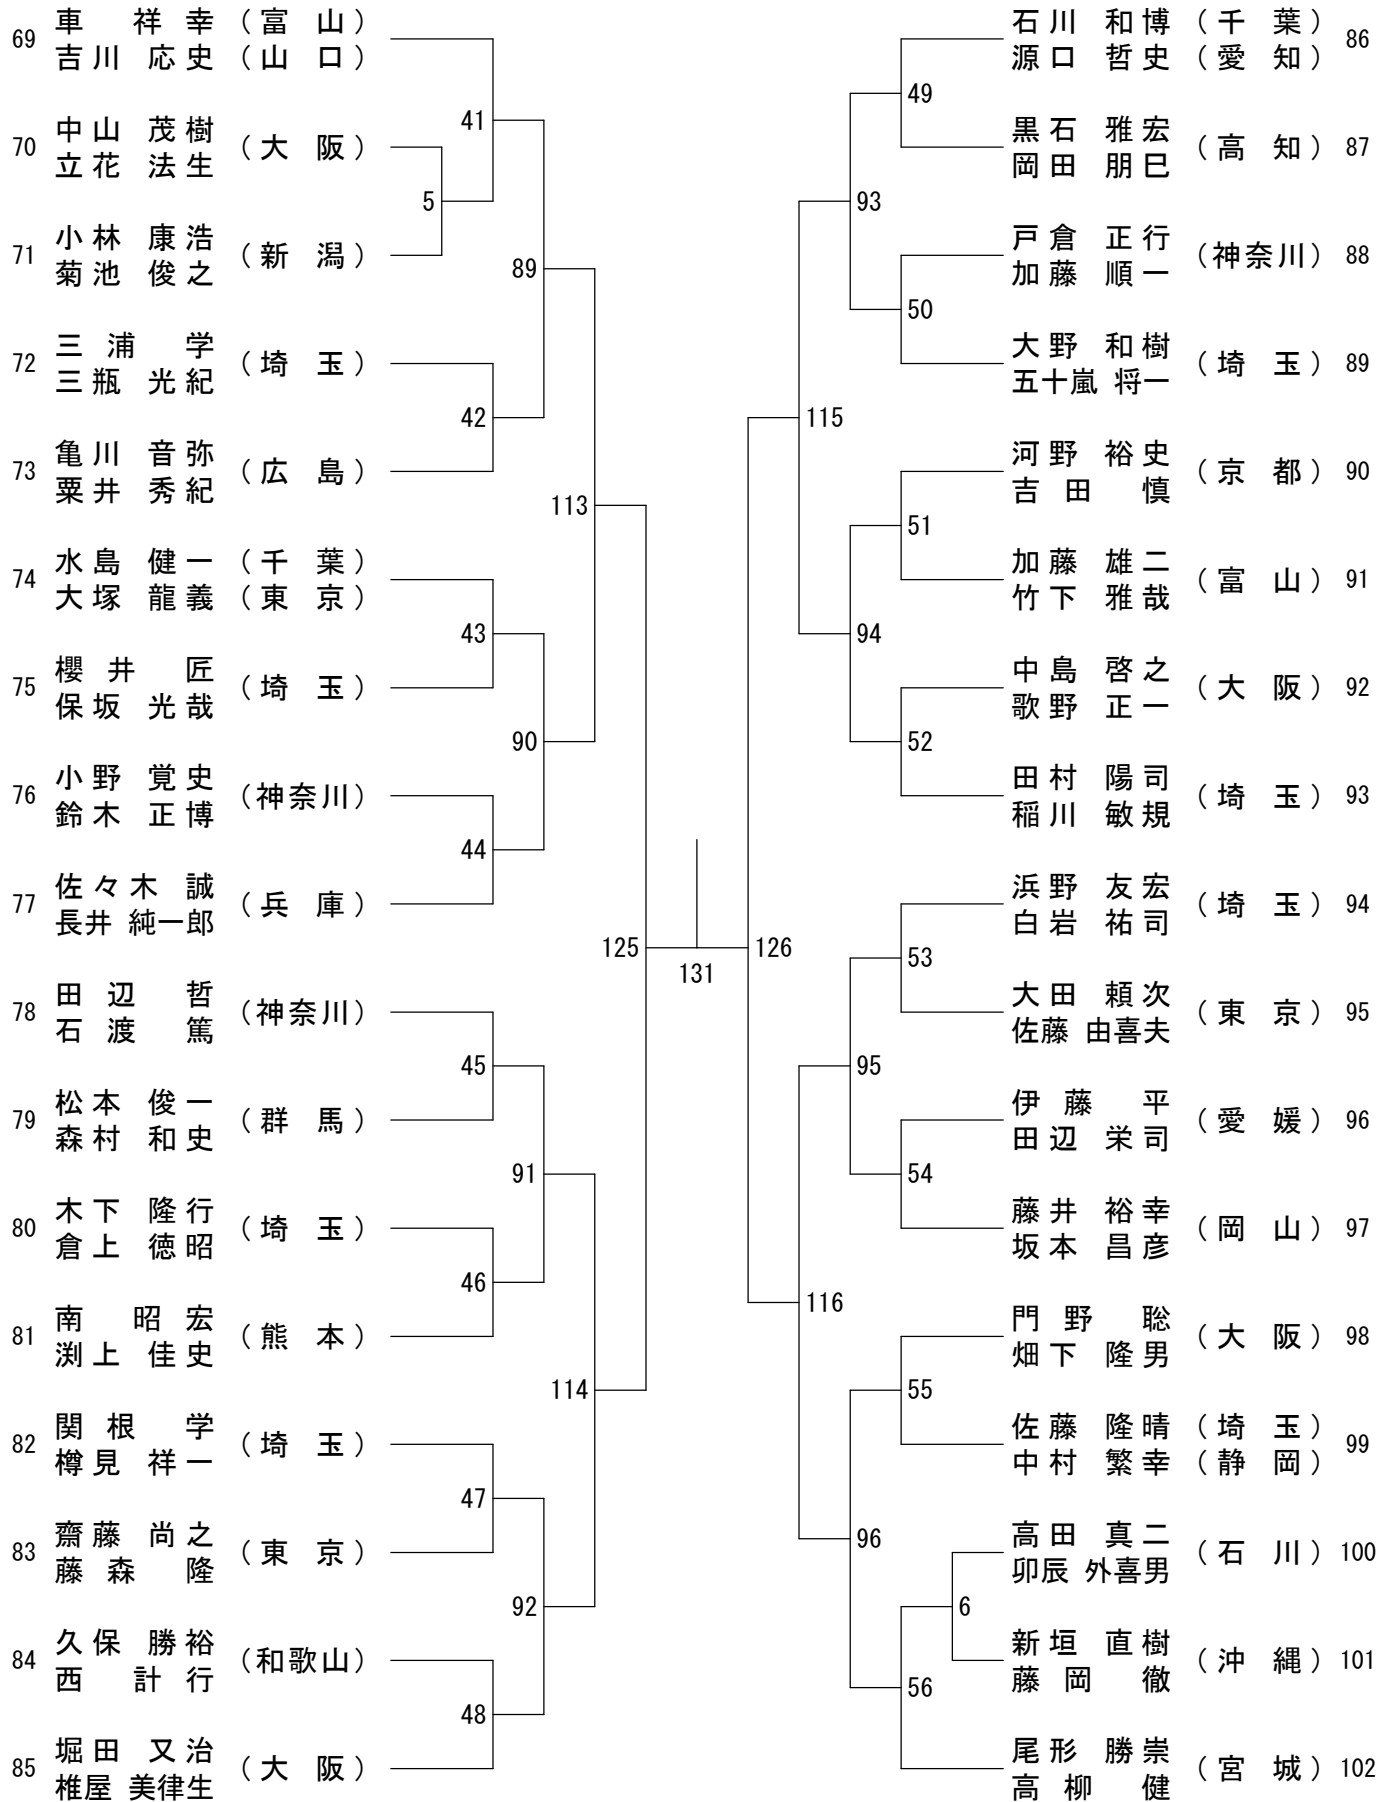 69 車 祥幸 (富山)
吉川 応史 (山口)
70 中山 茂樹 (大阪)
立花 法生
71 小林 康浩 (新潟)
菊池 俊之
72 三浦 学 (埼玉)
三瓶 光紀
73 亀川 音弥 (広島)
粟井 秀紀
74 水島 健一 (千葉)
大塚 龍義 (東京)
75 櫻井 匠 (埼玉)
保坂 光哉
76 小野 覚史 (神奈川)
鈴木 正博
77 佐々木 誠 (兵庫)
長井 純一郎
78 田辺 哲 (神奈川)
石渡 篤
79 松本 俊一 (群馬)
森村 和史
80 木下 隆行 (埼玉)
倉上 徳昭
81 南 昭宏 (熊本)
渕上 佳史
82 関根 学 (埼玉)
樽見 祥一
83 齋藤 尚之 (東京)
藤森 隆
84 久保 勝裕 (和歌山)
西 計行
85 堀田 又治 (大阪)
椎屋 美律生
41
5
89
42
113
43
90
44
125
45
91
46
114
47
92
48
131
126
49
93
50
115
51
94
52
53
95
54
116
55
96
6
56
石川 和博 (千葉) 86
源口 哲史 (愛知)
黒石 雅宏 (高知) 87
岡田 朋巳
戸倉 正行 (神奈川) 88
加藤 順一
大野 和樹 (埼玉) 89
五十嵐 将一
河野 裕史 (京都) 90
吉田 慎
加藤 雄二 (富山) 91
竹下 雅哉
中島 啓之 (大阪) 92
歌野 正一
田村 陽司 (埼玉) 93
稲川 敏規
浜野 友宏 (埼玉) 94
白岩 祐司
大田 頼次 (東京) 95
佐藤 由喜夫
伊藤 平 (愛媛) 96
田辺 栄司
藤井 裕幸 (岡山) 97
坂本 昌彦
門野 聡 (大阪) 98
畑下 隆男
佐藤 隆晴 (埼玉) 99
中村 繁幸 (静岡)
高田 真二 (石川) 100
卯辰 外喜男
新垣 直樹 (沖縄) 101
藤岡 徹
尾形 勝崇 (宮城) 102
高柳 健